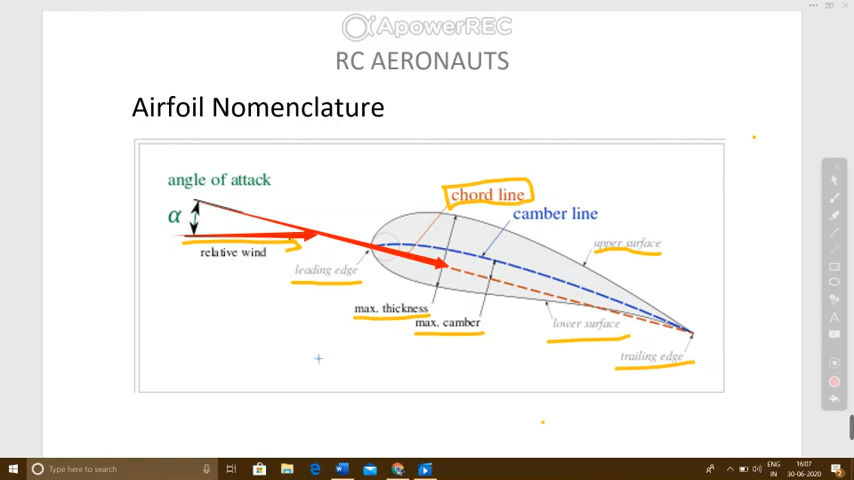 ApowerREC
RC AERONAUTS
Airfoil Nomenclature
angle of attack
α
relative wind
leading edge
chord line
camber line
upper surface
max. thickness
max. camber
lower surface
trailing edge
Type here to search
ENG
IN
16:07
30-06-2020
2